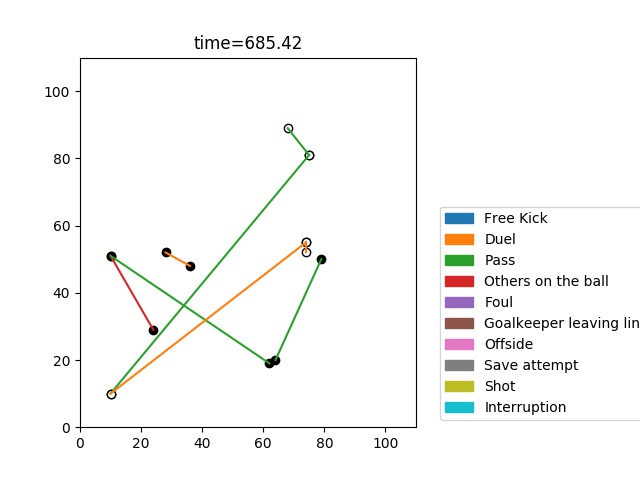 time=685.42
100
80
60
40
20
0
0 20 40 60 80 100
Free Kick
Duel
Pass
Others on the ball
Foul
Goalkeeper leaving lin
Offside
Save attempt
Shot
Interruption